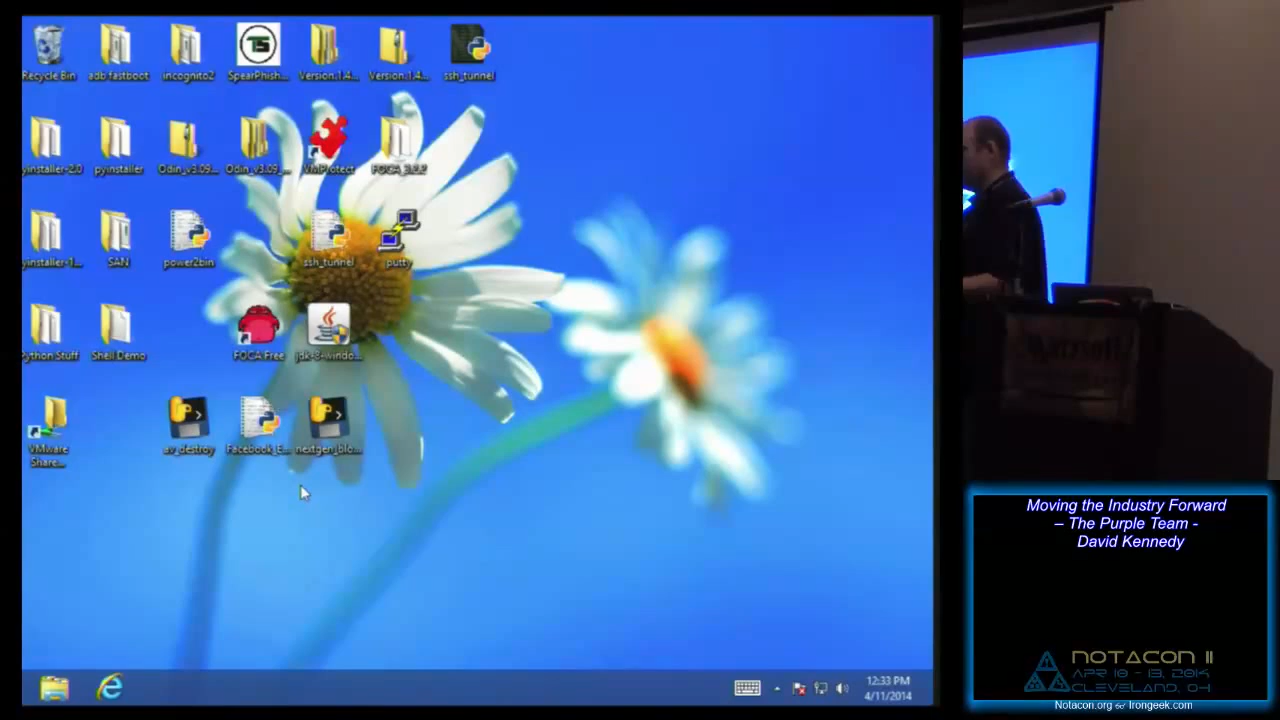 Recycle Bin
adb fastboot
incognito2
SpearPhish...
Version.1.4...
Version.1.4...
ssh_tunnel
yinstaller-2.0
pyinstaller
Odin_v3.09...
Odin_v3.09_...
VMProtect
FOCA_3.2.2
yinstaller-1...
SAN
power2bin
ssh_tunnel
putty
Python Stuff
Shell Demo
FOCA Free
jdk-8-windo...
VMware
Share...
av_destroy
Facebook_E...
nextgen_blo...
12:33 PM
4/11/2014
Moving the Industry Forward
– The Purple Team -
David Kennedy
NOTACON 11
APR 10 - 13, 2014
CLEVELAND, OH
Notacon.org & Irongeek.com